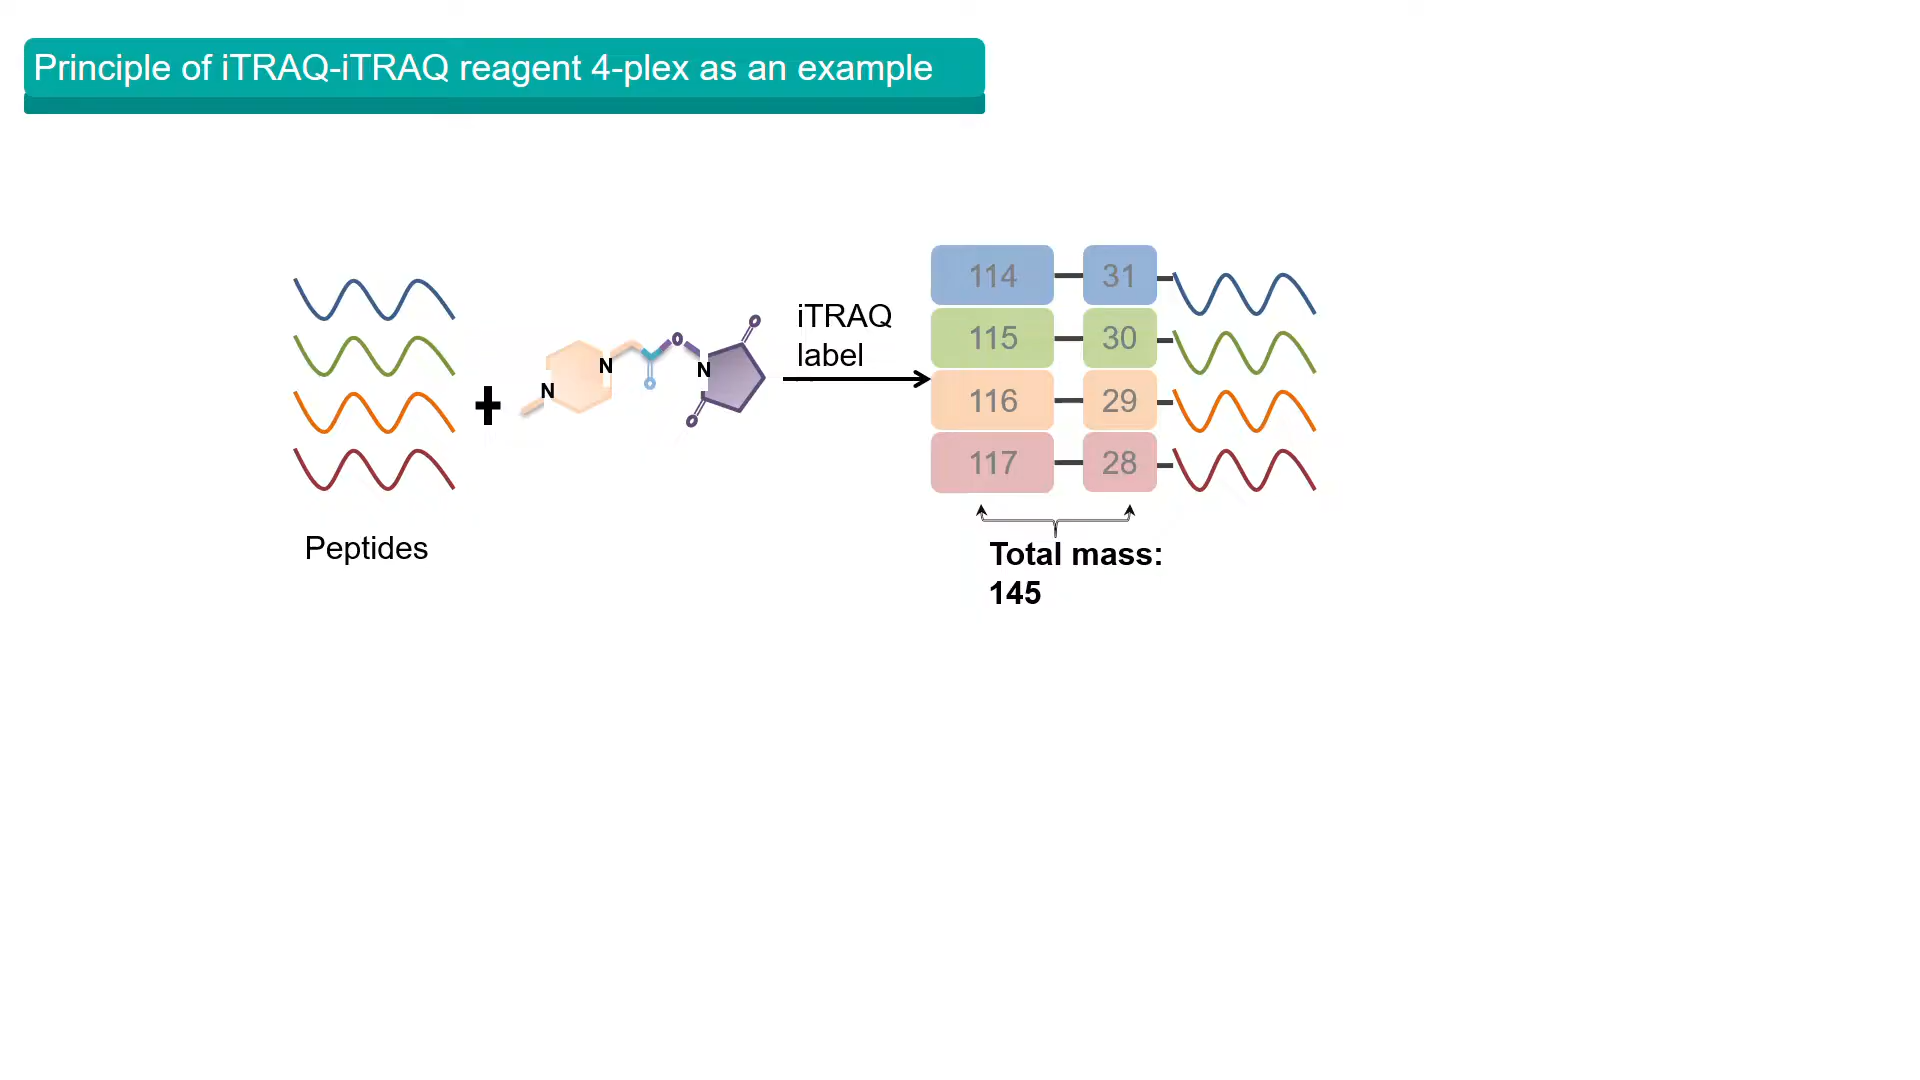 Principle of iTRAQ-iTRAQ reagent 4-plex as an example
Peptides
N
N
O
O
N
O
O
iTRAQ
label
114
31
115
30
116
29
117
28
Total mass:
145